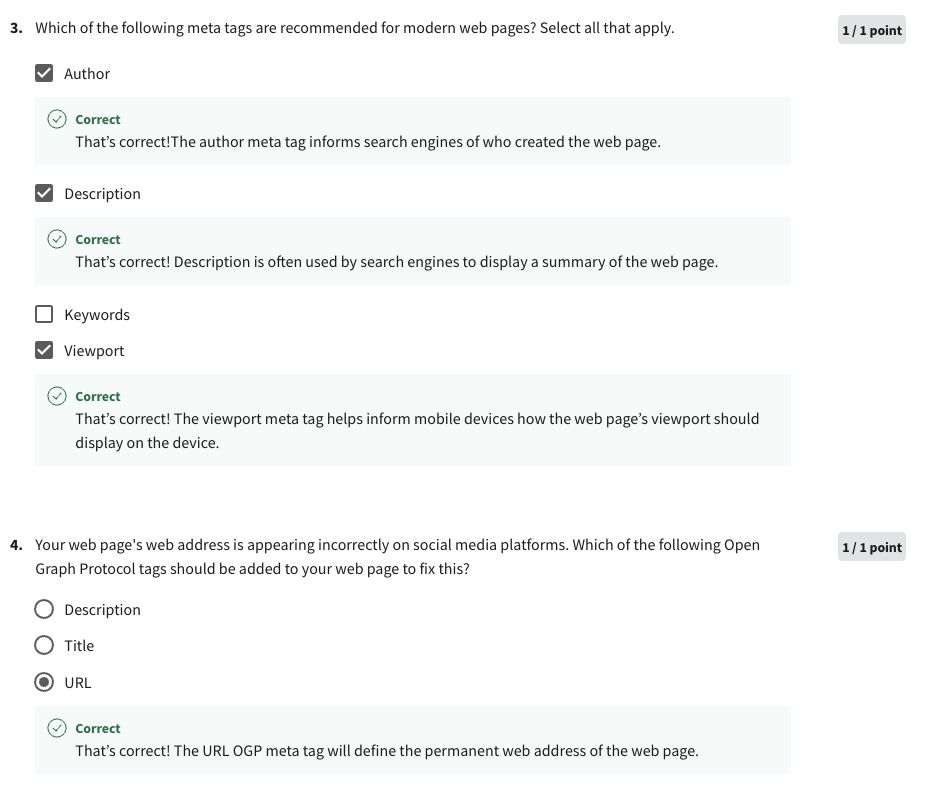 3. Which of the following meta tags are recommended for modern web pages? Select all that apply.
1 / 1 point
Author
Correct
That’s correct!The author meta tag informs search engines of who created the web page.
Description
Correct
That’s correct! Description is often used by search engines to display a summary of the web page.
Keywords
Viewport
Correct
That’s correct! The viewport meta tag helps inform mobile devices how the web page’s viewport should
display on the device.
4. Your web page's web address is appearing incorrectly on social media platforms. Which of the following Open
Graph Protocol tags should be added to your web page to fix this?
1 / 1 point
Description
Title
URL
Correct
That’s correct! The URL OGP meta tag will define the permanent web address of the web page.